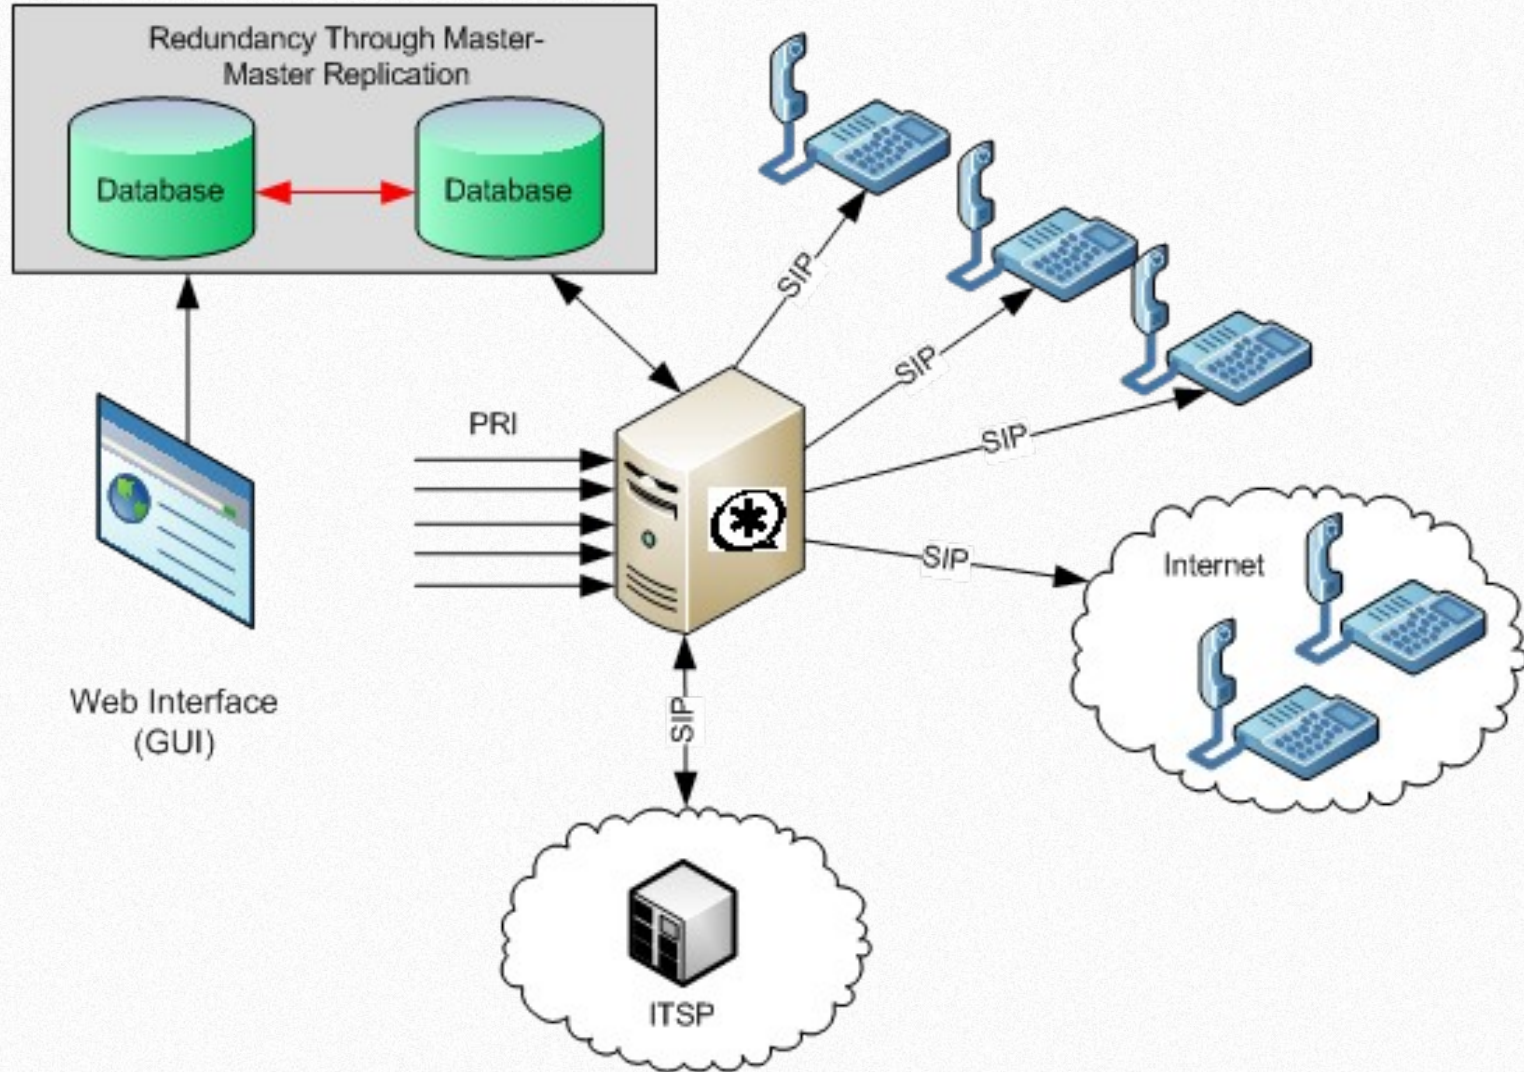 Redundancy Through Master-
Master Replication
Database
Database
SIP
SIP
PRI
SIP
SIP
Internet
Web Interface
(GUI)
SIP
ITSP